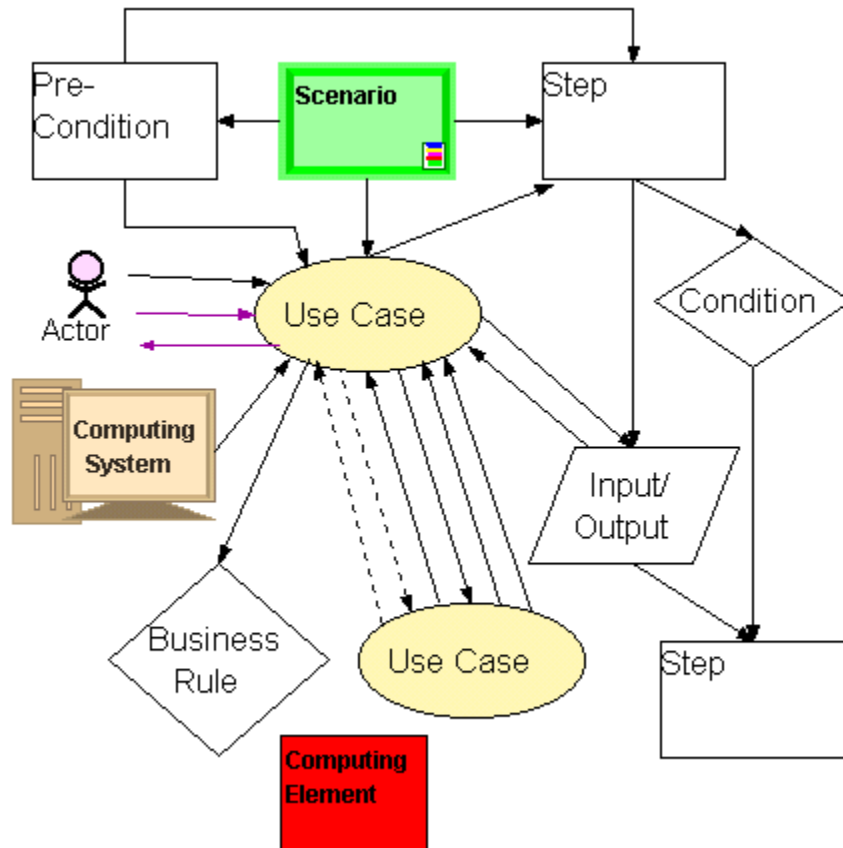 Pre-
Condition
Scenario
Step
Use Case
Condition
Actor
Computing
System
Input/
Output
Business
Rule
Use Case
Step
Computing
Element